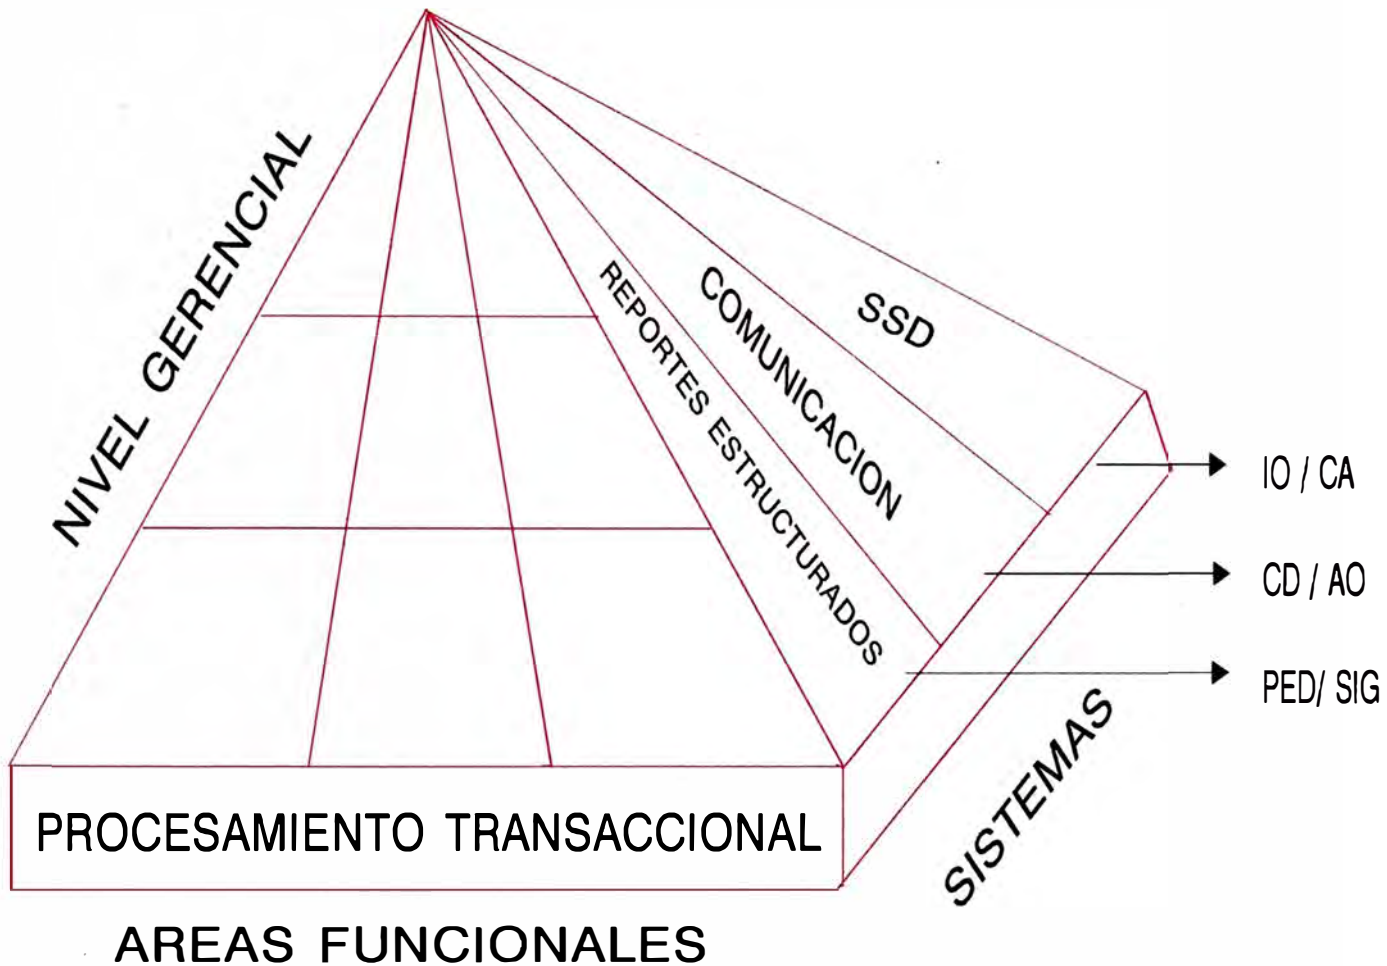 NIVEL GERENCIAL
REPORTES ESTRUCTURADOS
COMUNICACION
SSD
IO / CA
CD / AO
PED/ SIG
SISTEMAS
PROCESAMIENTO TRANSACCIONAL
AREAS FUNCIONALES